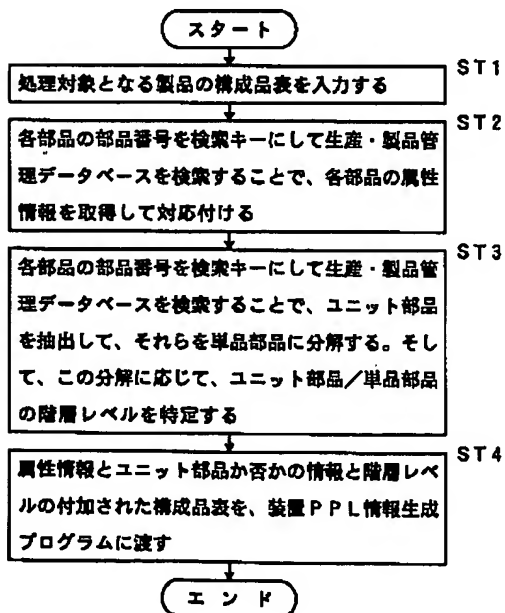 スタート
ST1
処理対象となる製品の構成品表を入力する
ST2
各部品の部品番号を検索キーにして生産・製品管
理データベースを検索することで、各部品の属性
情報を取得して対応付ける
ST3
各部品の部品番号を検索キーにして生産・製品管
理データベースを検索することで、ユニット部品
を抽出して、それらを単品部品に分解する。そし
て、この分解に応じて、ユニット部品/単品部品
の階層レベルを特定する
ST4
属性情報とユニット部品か否かの情報と階層レベ
ルの付加された構成品表を、装置PPL情報生成
プログラムに渡す
エンド